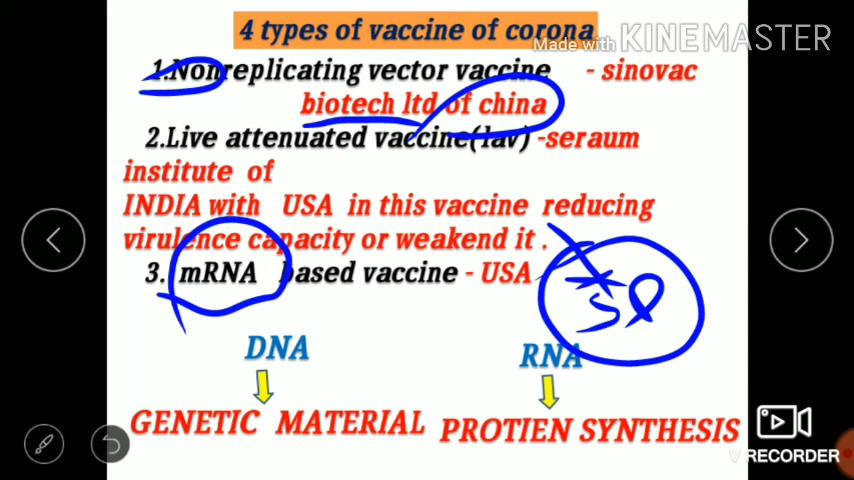 4 types of vaccine of corona
Made with KINEMASTER
1.Nonreplicating vector vaccine - sinovac
biotech ltd of china
2.Live attenuated vaccine(lav) -seraum
institute of
INDIA with USA in this vaccine reducing
virulence capacity or weakend it .
3. mRNA based vaccine - USA
DNA RNA
GENETIC MATERIAL PROTIEN SYNTHESIS
V RECORDER